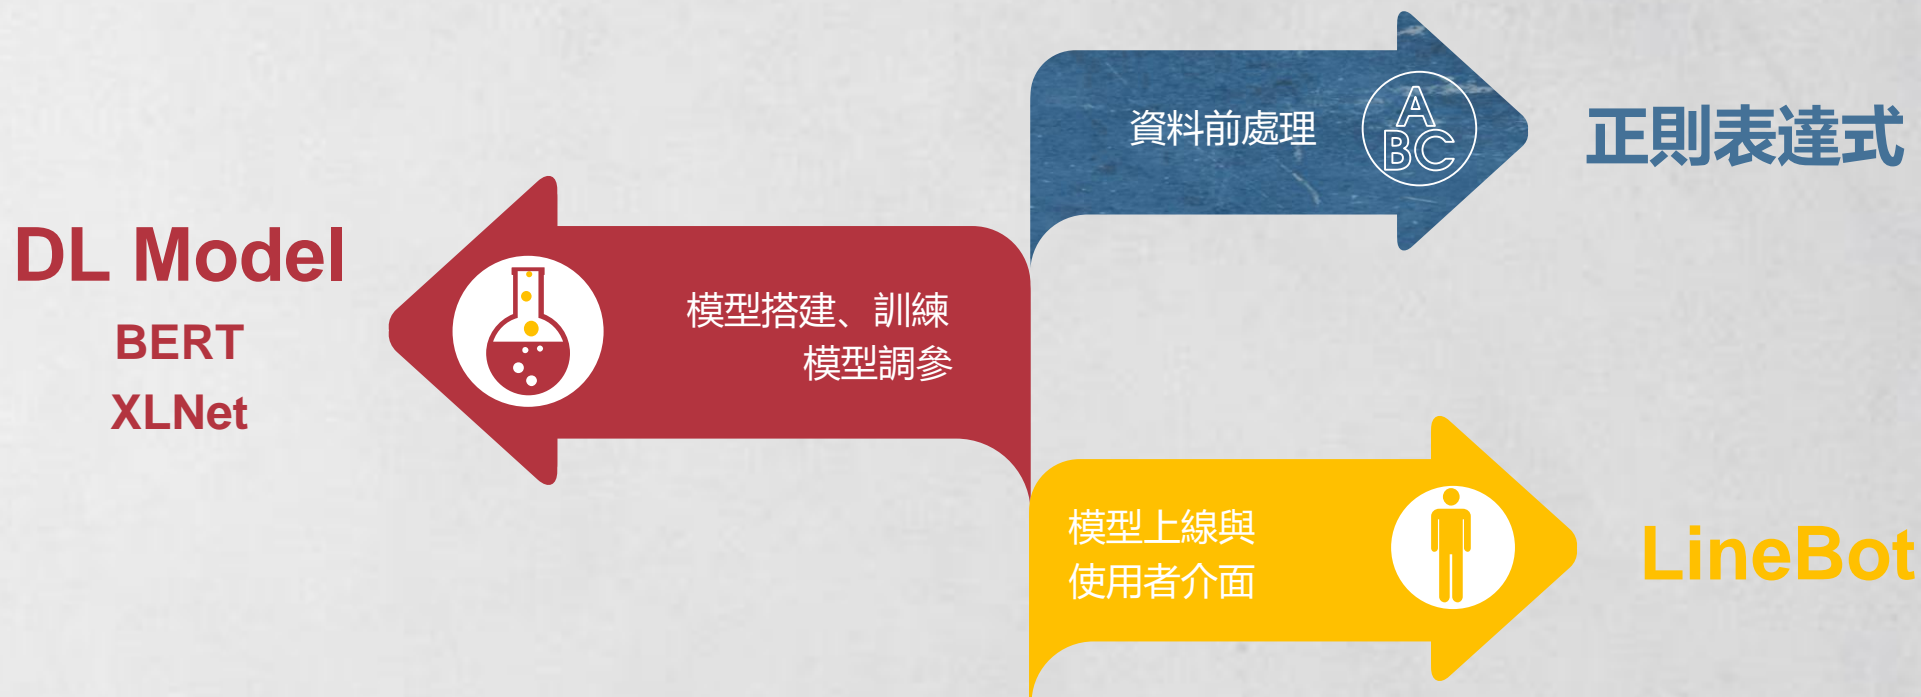 資料前處理
A
BC
正則表達式
DL Model
BERT
XLNet
模型搭建、訓練
模型調參
模型上線與
使用者介面
LineBot